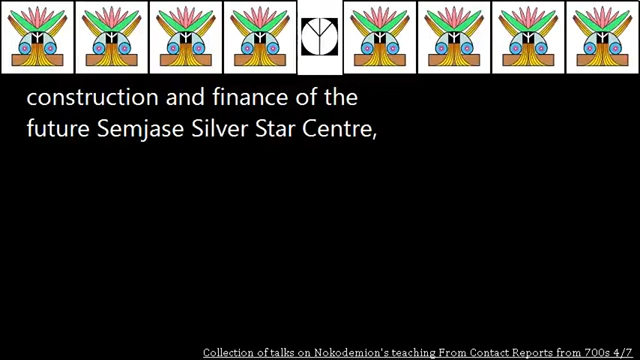 construction and finance of the
future Semjase Silver Star Centre,
Collection of talks on Nokodemion's teaching From Contact Reports from 700s 4/7